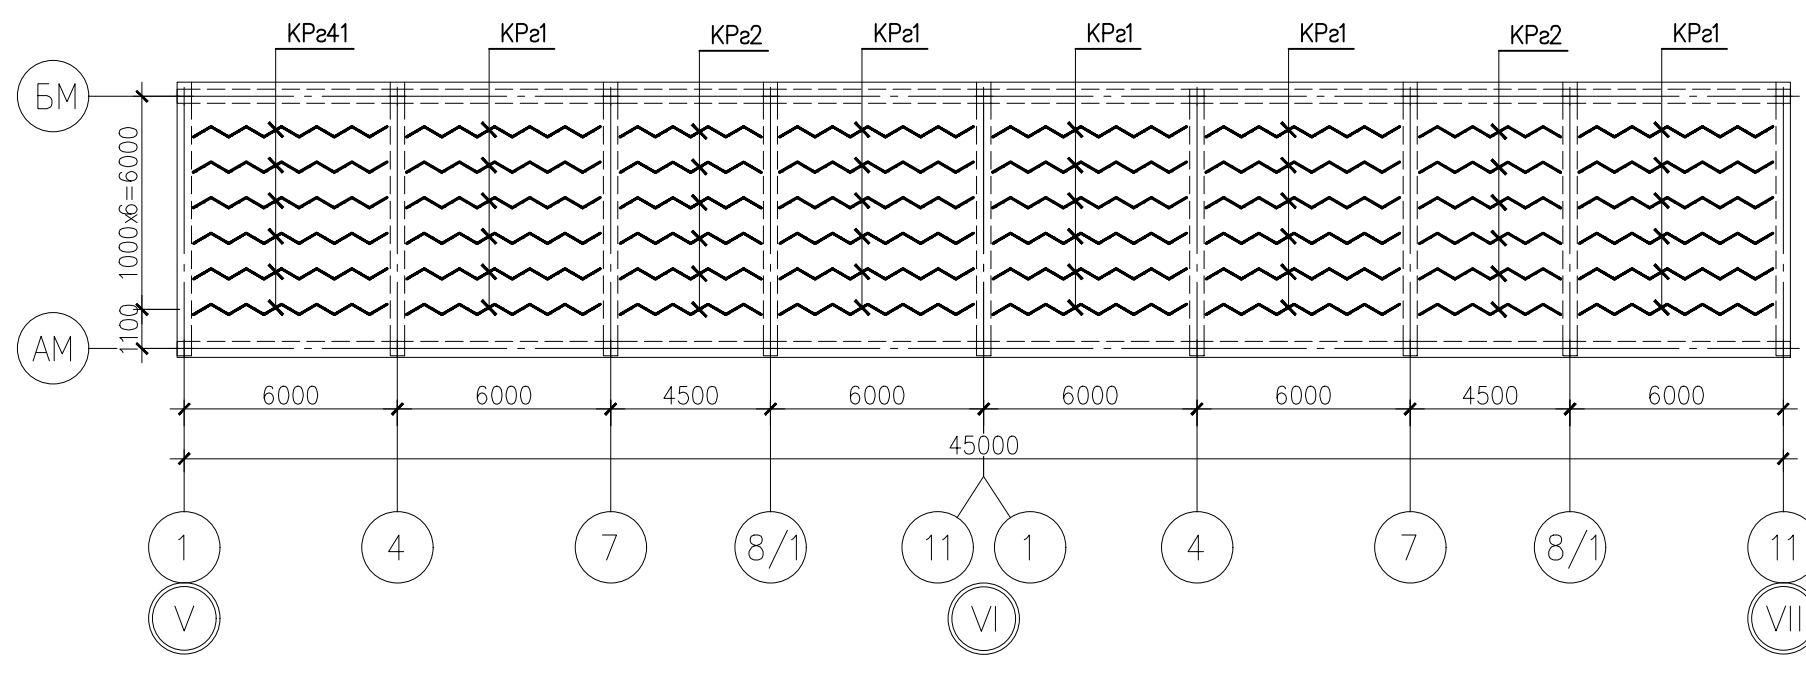 КРг41 КРг1 КРг2 КРг1 КРг1 КРг1 КРг2 КРг1
БМ
1000х6=6000
1100
АМ
6000 6000 4500 6000 6000 6000 4500 6000
45000
1 4 7 8/1 11 1 4 7 8/1 11
V VI VII